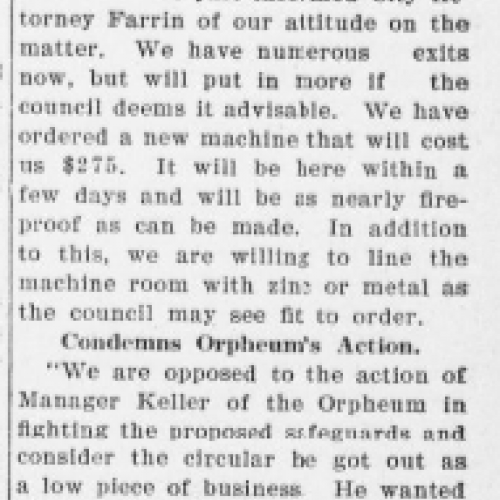 torney Farrin of our attitude on the
matter. We have numerous exits
now, but will put in more if the
council deems it advisable. We have
ordered a new machine that will cost
us $275. It will be here within a
few days and will be as nearly fire-
proof as can be made. In addition
to this, we are willing to line the
machine room with zinc or metal as
the council may see fit to order.
Condemns Orpheum's Action.
"We are opposed to the action of
Manager Keller of the Orpheum in
fighting the proposed safeguards and
consider the circular be got out as
a low piece of business. He wanted